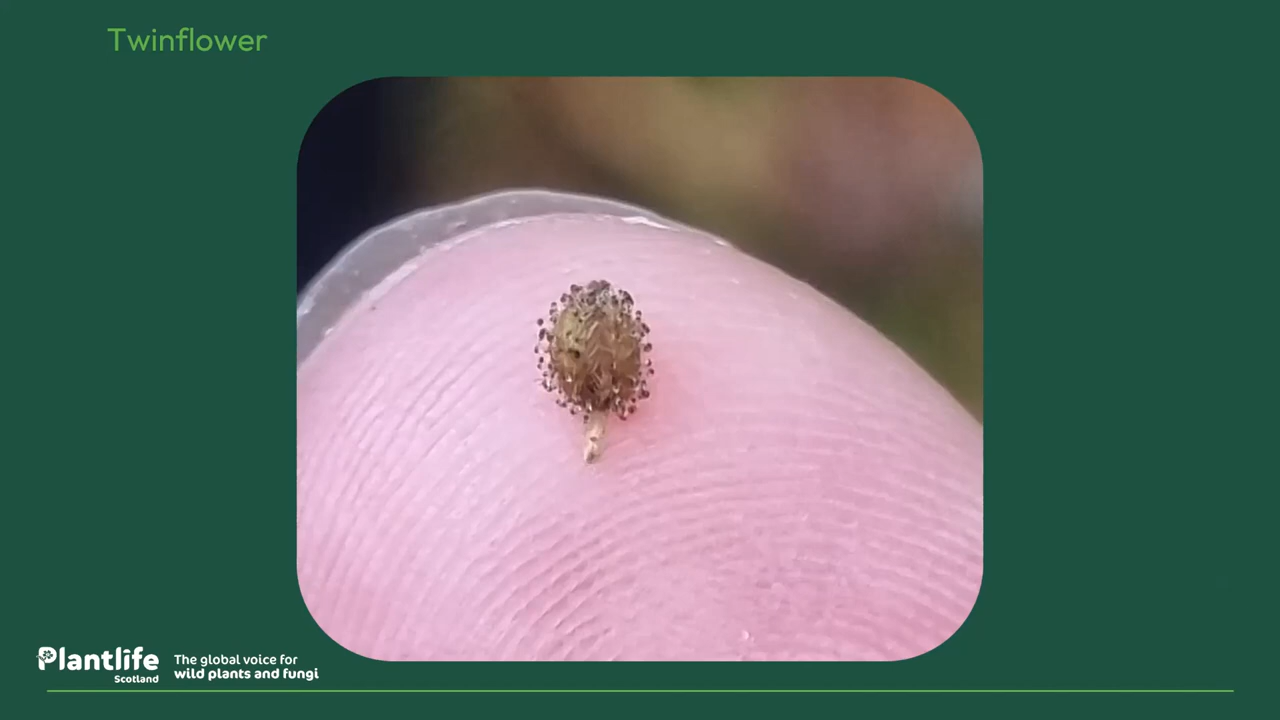 Twinflower
Plantlife
Scotland
The global voice for
wild plants and fungi